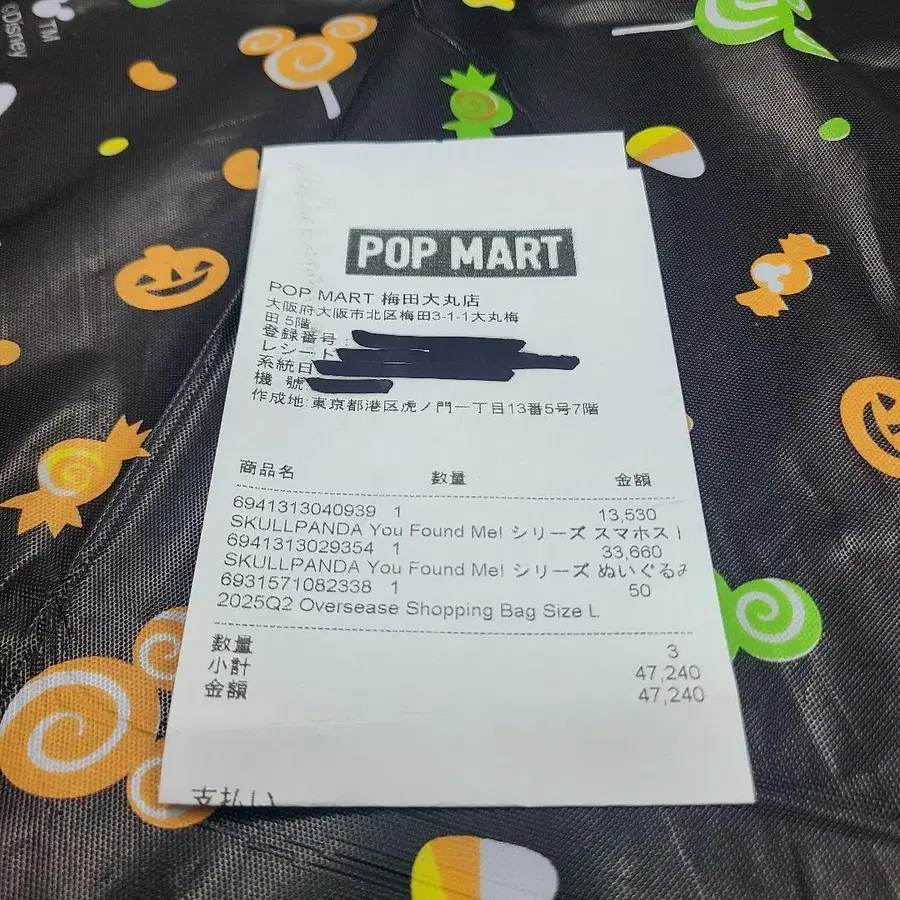 ©Disney
TM
POP MART
POP MART 梅田大丸店
大阪府大阪市北区梅田3-1-1大丸梅
田 5階
登録番号:
レシート
系統日
機 號:
作成地:東京都港区虎ノ門一丁目13番5号7階
商品名 數量 金額
6941313040939 1 13,530
SKULLPANDA You Found Me! シリーズ スマホスト
6941313029354 1 33,660
SKULLPANDA You Found Me! シリーズ ぬいぐるみ
6931571082338 1 50
2025Q2 Oversease Shopping Bag Size L
數量 3
小計 47,240
金額 47,240
支払い